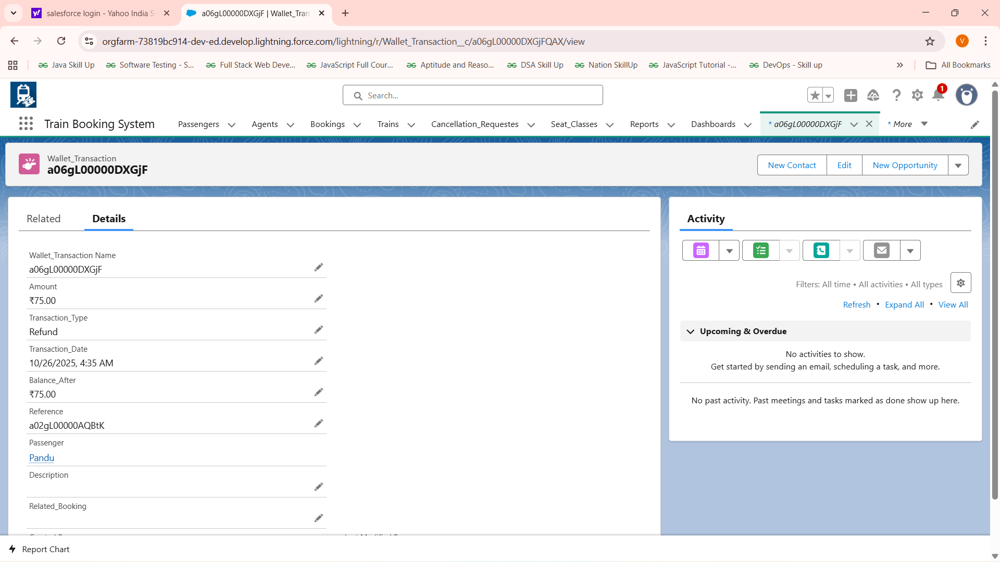 salesforce login - Yahoo India S
a06gL00000DXGjF | Wallet_Tran
orgfarm-73819bc914-dev-ed.develop.lightning.force.com/lightning/r/Wallet_Transaction__c/a06gL00000DXGjFQAX/view
V
Java Skill Up
Software Testing - S...
Full Stack Web Deve...
JavaScript Full Cour...
Aptitude and Reaso...
DSA Skill Up
Nation SkillUp
JavaScript Tutorial -...
DevOps - Skill up
All Bookmarks
Search...
1
Train Booking System
Passengers
Agents
Bookings
Trains
Cancellation_Requestes
Seat_Classes
Reports
Dashboards
* a06gL00000DXGjF
* More
Wallet_Transaction
a06gL00000DXGjF
New Contact
Edit
New Opportunity
Related
Details
Wallet_Transaction Name
a06gL00000DXGjF
Amount
₹75.00
Transaction_Type
Refund
Transaction_Date
10/26/2025, 4:35 AM
Balance_After
₹75.00
Reference
a02gL00000AQBtK
Passenger
Pandu
Description
Related_Booking
Activity
Filters: All time • All activities • All types
Refresh • Expand All • View All
Upcoming & Overdue
No activities to show.
Get started by sending an email, scheduling a task, and more.
No past activity. Past meetings and tasks marked as done show up here.
Report Chart